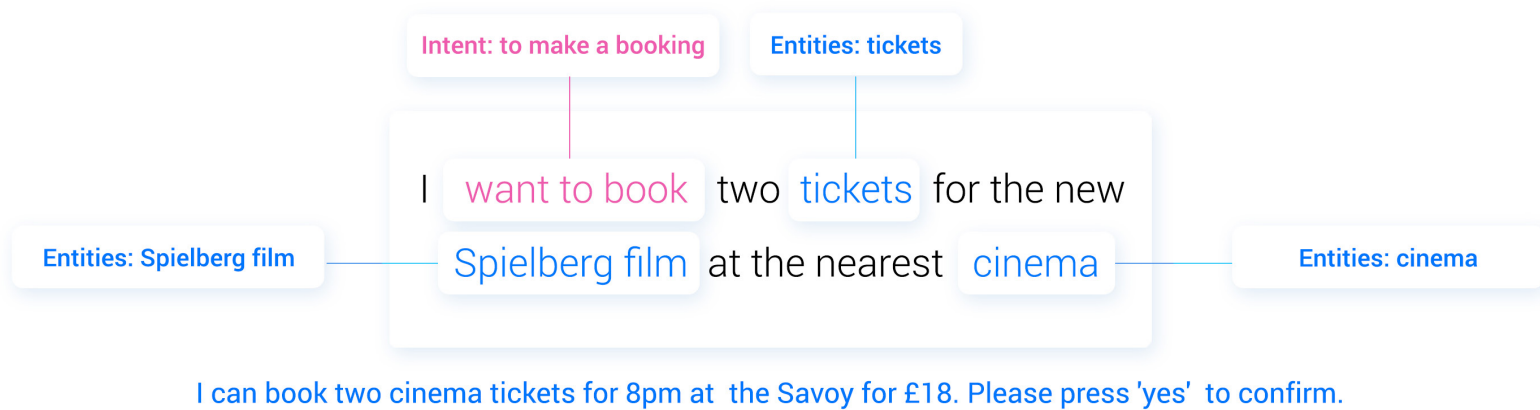 Intent: to make a booking
Entities: tickets
I want to book two tickets for the new
Entities: Spielberg film
Spielberg film at the nearest cinema
Entities: cinema
I can book two cinema tickets for 8pm at the Savoy for £18. Please press 'yes' to confirm.